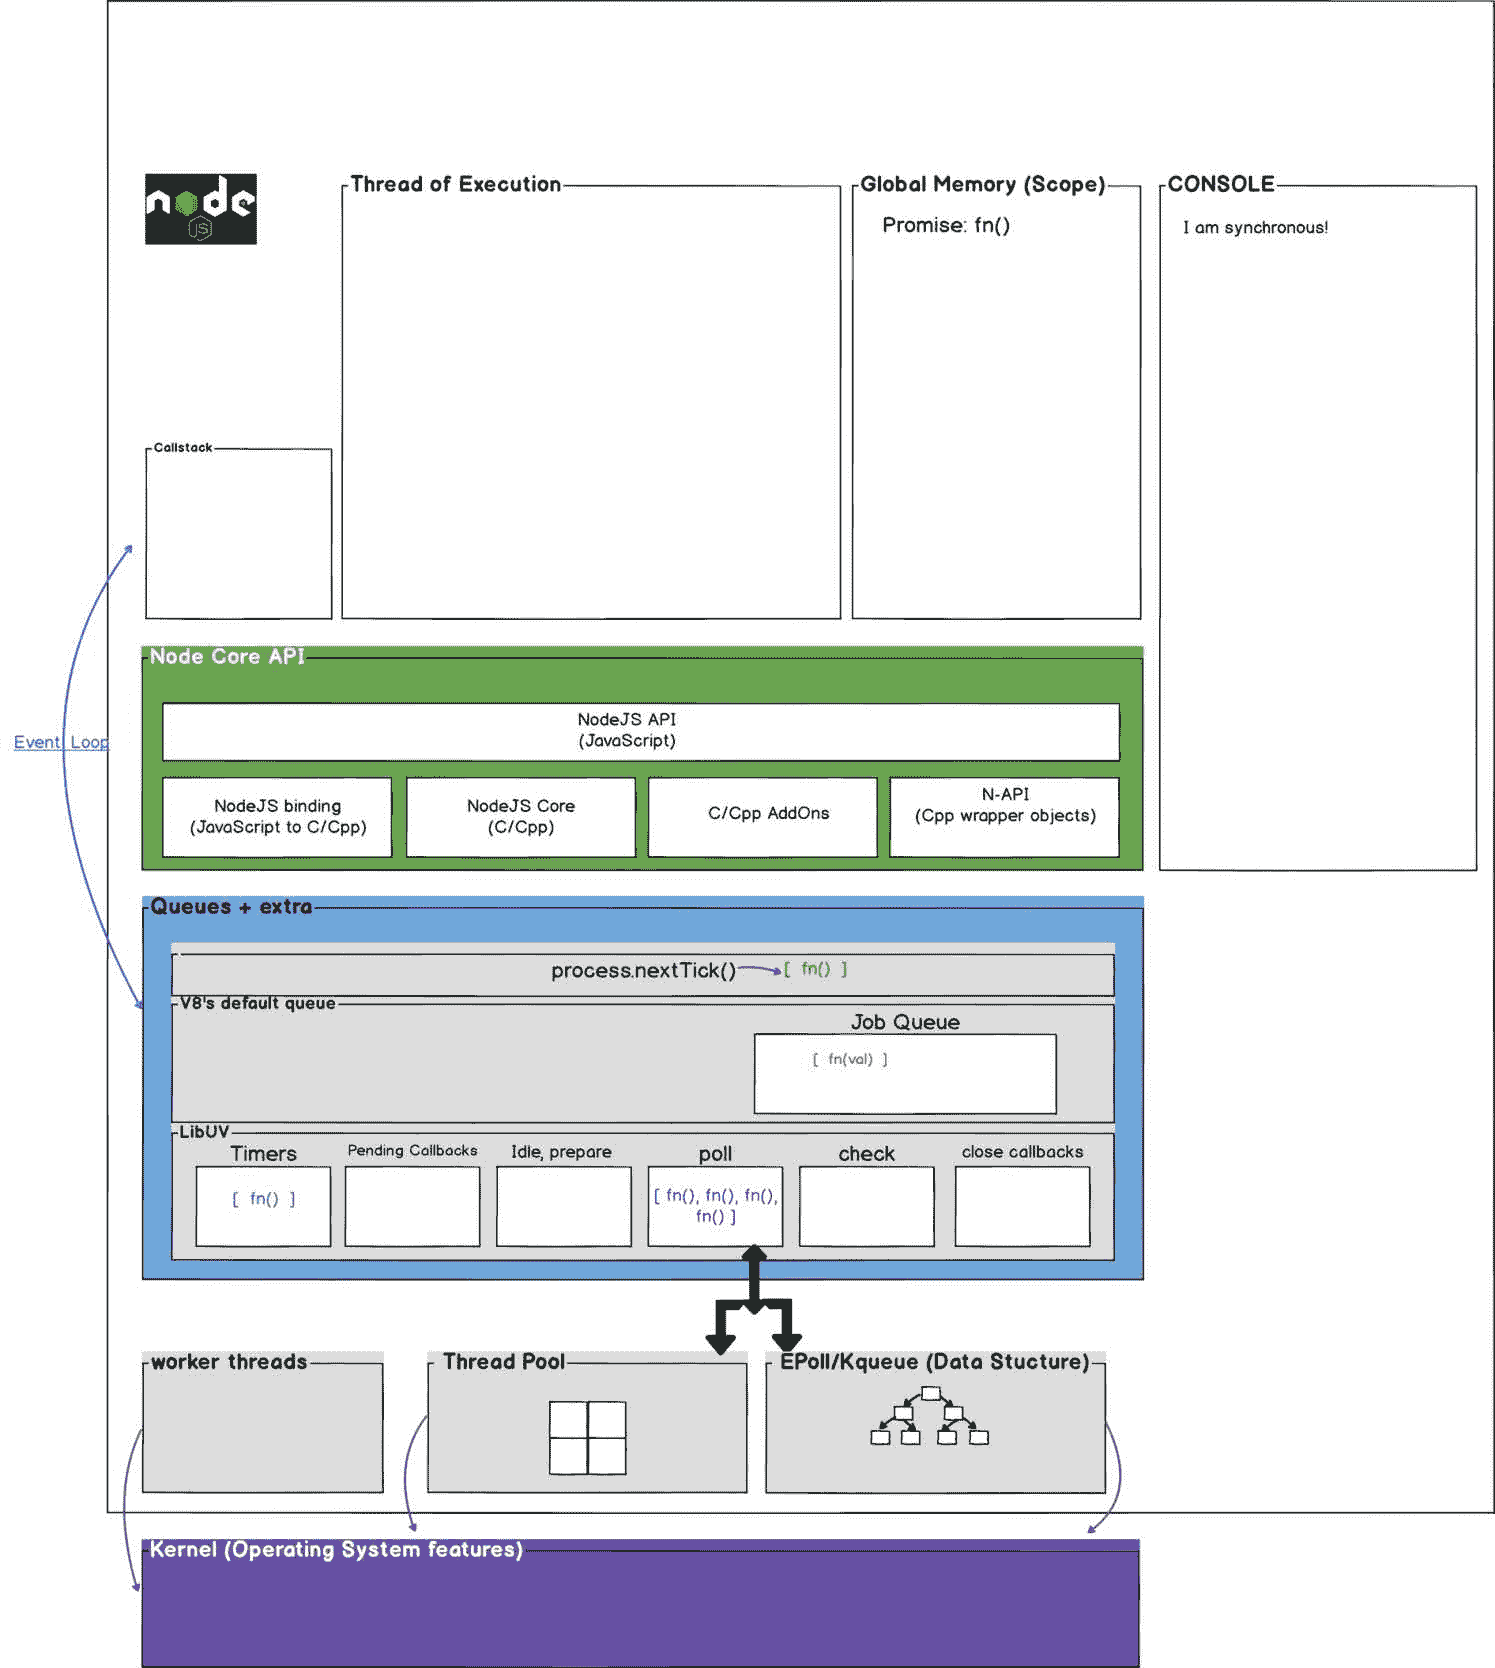 node
JS
Thread of Execution
Global Memory (Scope)
CONSOLE
Promise: fn()
I am synchronous!
Callstack
Node Core API
NodeJS API
(JavaScript)
Event Loop
NodeJS binding
(JavaScript to C/Cpp)
NodeJS Core
(C/Cpp)
C/Cpp AddOns
N-API
(Cpp wrapper objects)
Queues + extra
process.nextTick()
[ fn() ]
V8's default queue
Job Queue
[ fn(val) ]
LibUV
Timers
Pending Callbacks
Idle, prepare
poll
check
close callbacks
[ fn() ]
[ fn(), fn(), fn(),
fn() ]
worker threads
Thread Pool
EPoll/Kqueue (Data Stucture)
Kernel (Operating System features)